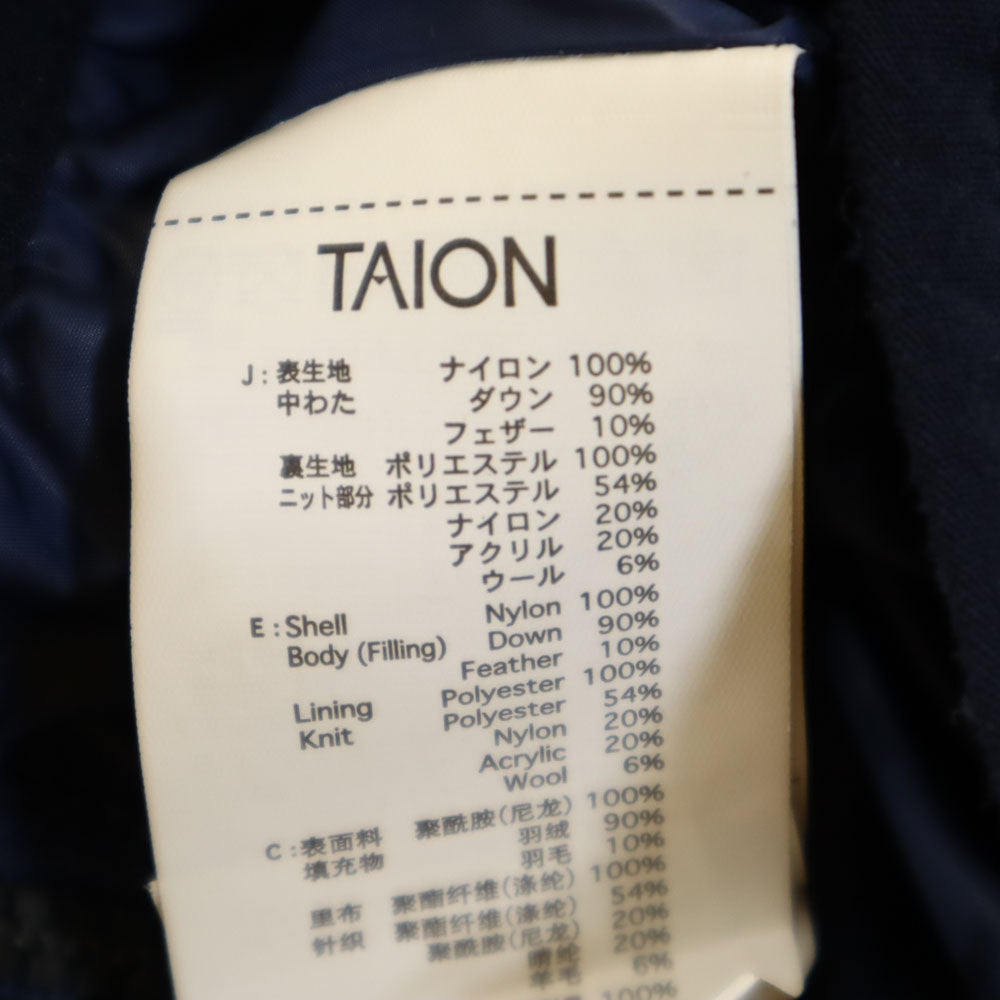 TAION
J:表生地 ナイロン 100%
中わた ダウン 90%
フェザー 10%
裏生地 ポリエステル 100%
ニット部分 ポリエステル 54%
ナイロン 20%
アクリル 20%
ウール 6%
E:Shell Nylon 100%
Body (Filling) Down 90%
Feather 10%
Lining Polyester 100%
Knit Polyester 54%
Nylon 20%
Acrylic 20%
Wool 6%
C:表面料 聚酰胺(尼龙) 100%
填充物 羽绒 90%
羽毛 10%
里布 聚酯纤维(涤纶) 100%
针织 聚酯纤维(涤纶) 54%
聚酰胺(尼龙) 20%
腈纶 20%
羊毛 6%
100%